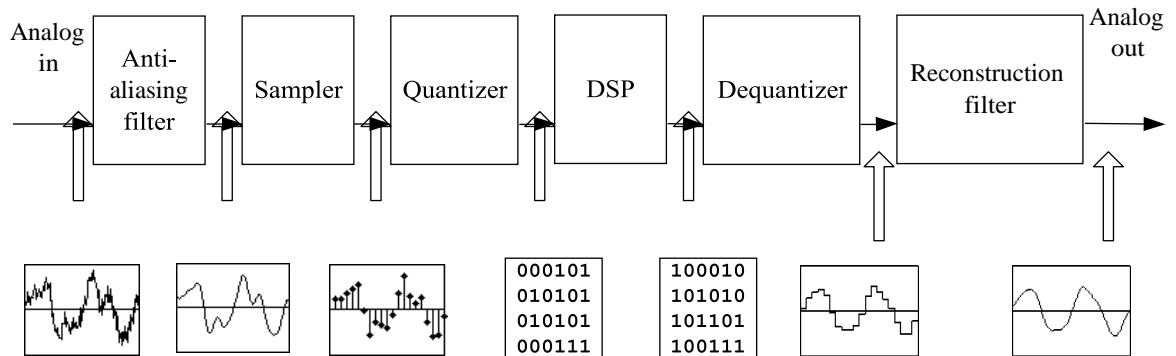 Analog
in
Anti-
aliasing
filter
Sampler
Quantizer
DSP
Dequantizer
Reconstruction
filter
Analog
out
000101
010101
010101
000111
100010
101010
101101
100111